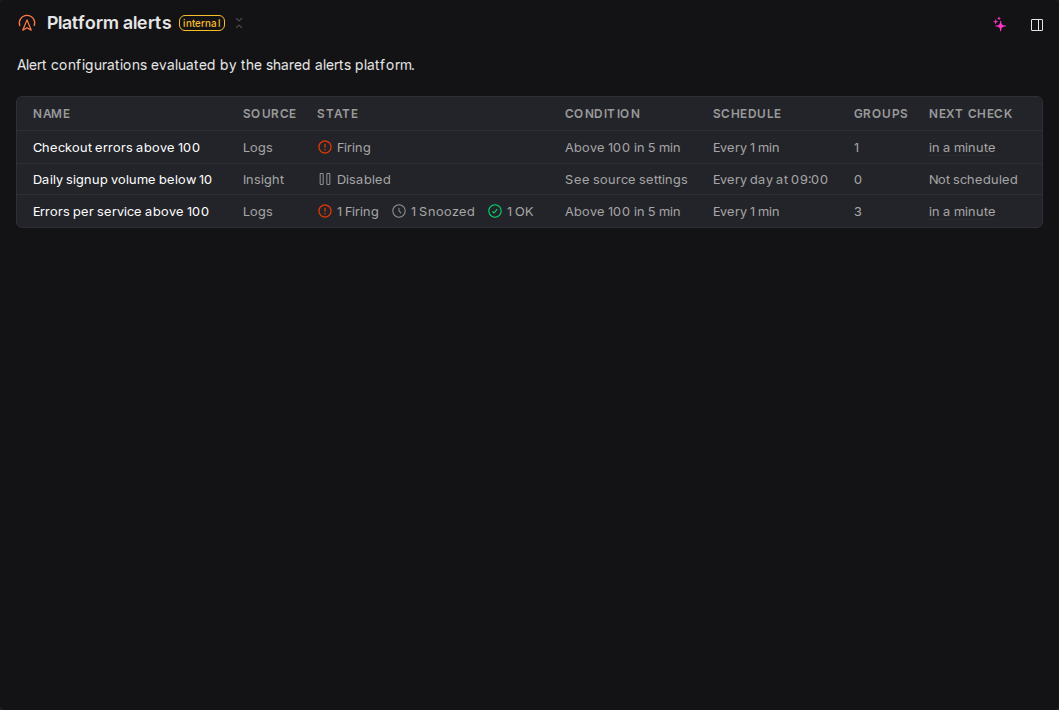 Platform alerts internal
Alert configurations evaluated by the shared alerts platform.
NAME SOURCE STATE CONDITION SCHEDULE GROUPS NEXT CHECK
Checkout errors above 100 Logs Firing Above 100 in 5 min Every 1 min 1 in a minute
Daily signup volume below 10 Insight Disabled See source settings Every day at 09:00 0 Not scheduled
Errors per service above 100 Logs 1 Firing 1 Snoozed 1 OK Above 100 in 5 min Every 1 min 3 in a minute